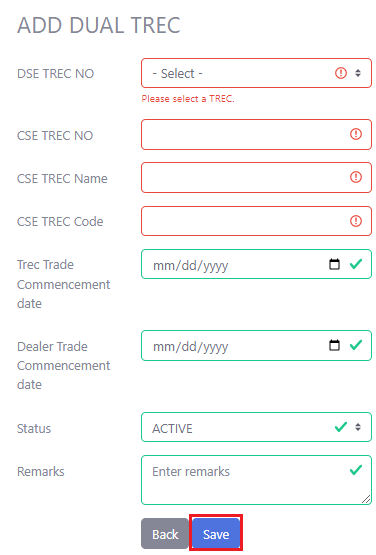 ADD DUAL TREC
DSE TREC NO
- Select -
Please select a TREC.
CSE TREC NO
CSE TREC Name
CSE TREC Code
Trec Trade
Commencement
date
mm/dd/yyyy
Dealer Trade
Commencement
date
mm/dd/yyyy
Status
ACTIVE
Remarks
Enter remarks
Back
Save